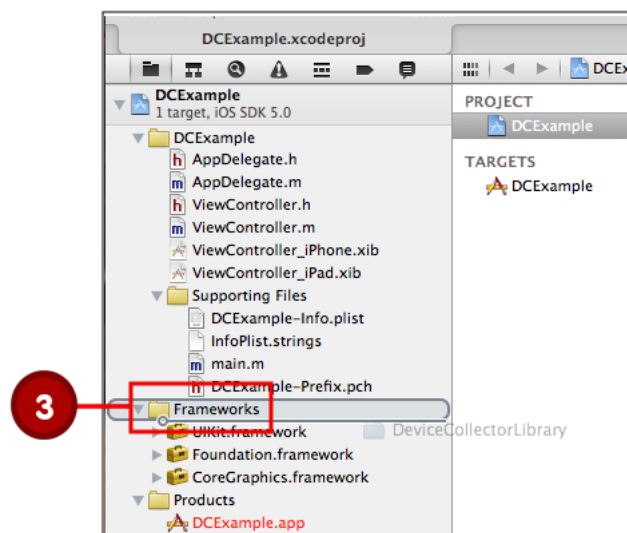 DCExample.xcodeproj
DCEx
DCExample
1 target, iOS SDK 5.0
DCExample
h AppDelegate.h
m AppDelegate.m
h ViewController.h
m ViewController.m
ViewController_iPhone.xib
ViewController_iPad.xib
Supporting Files
DCExample-Info.plist
InfoPlist.strings
m main.m
h DCExample-Prefix.pch
3
Frameworks
UIKit.framework
DeviceCollectorLibrary
Foundation.framework
CoreGraphics.framework
Products
DCExample.app
PROJECT
DCExample
TARGETS
DCExample